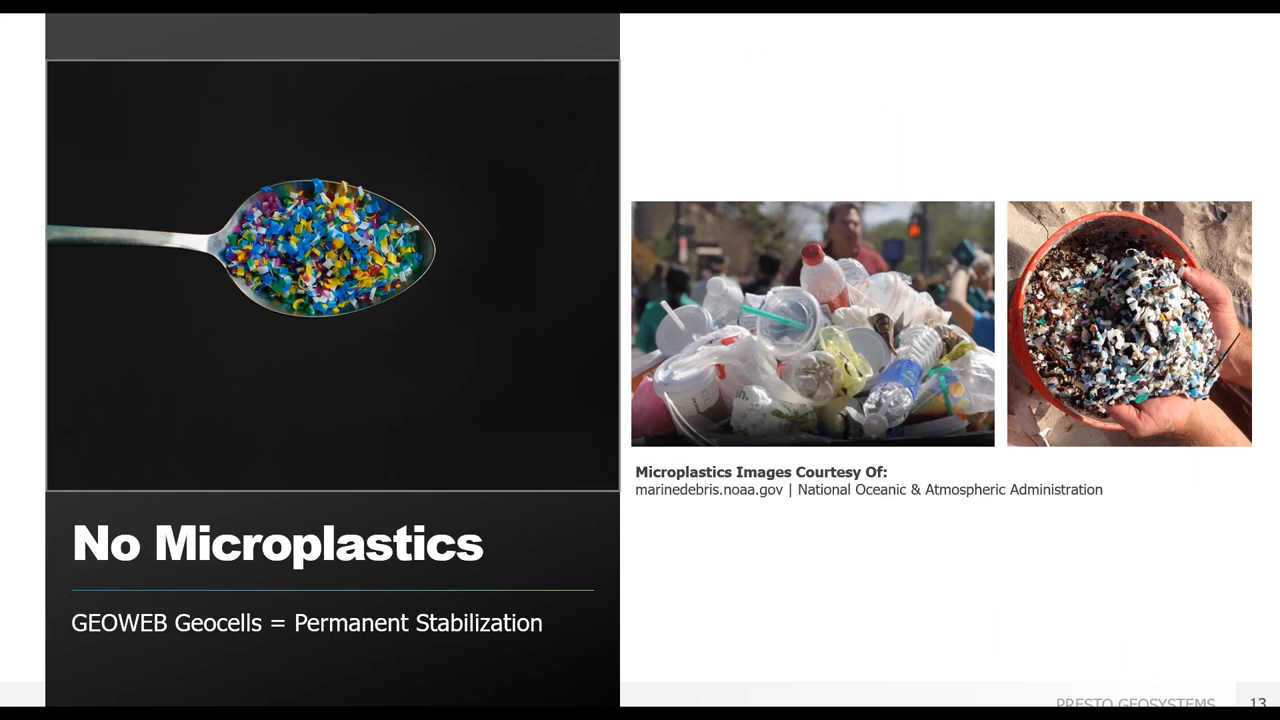 No Microplastics
GEOWEB Geocells = Permanent Stabilization
Microplastics Images Courtesy Of:
marinedebris.noaa.gov | National Oceanic & Atmospheric Administration
PRESTO GEOSYSTEMS
13